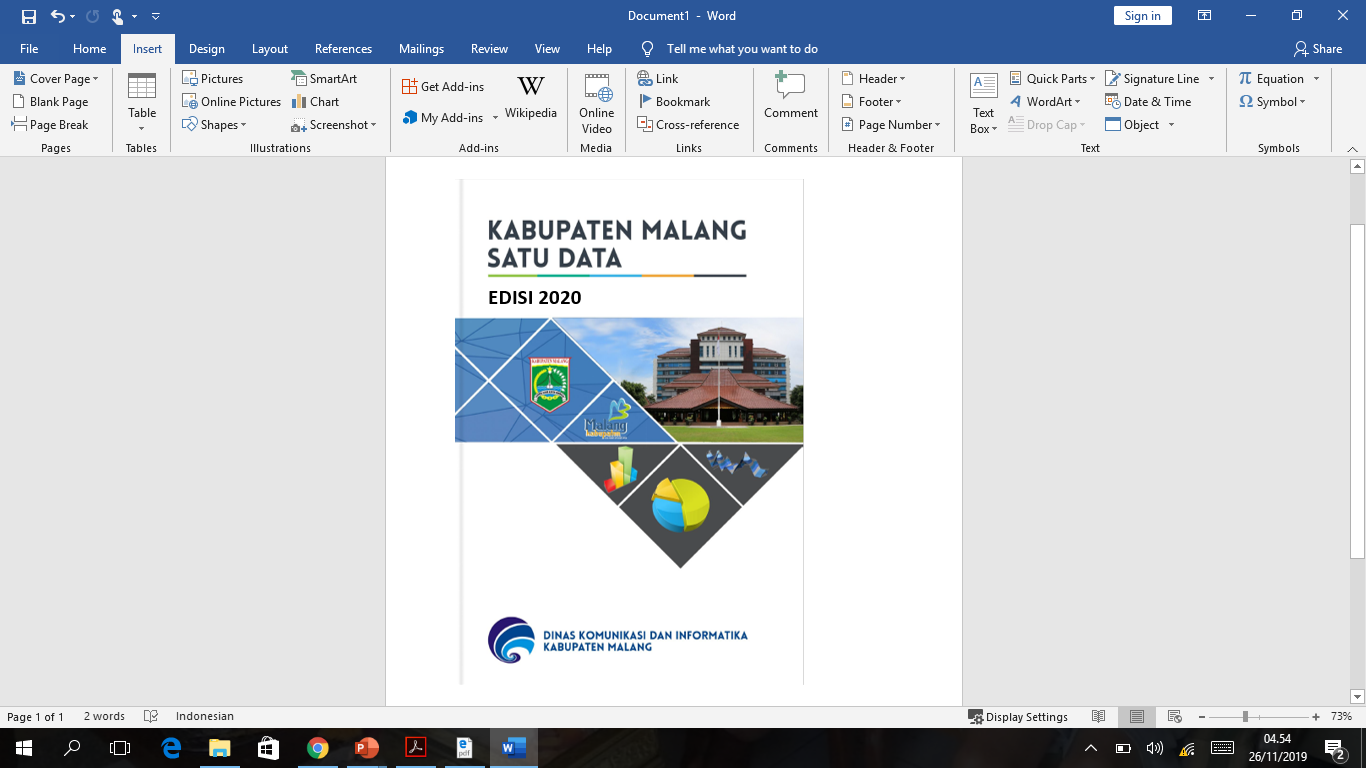 Document1 - Word
Sign in
File Home Insert Design Layout References Mailings Review View Help Tell me what you want to do Share
Cover Page
Blank Page
Page Break
Pages
Table
Tables
Pictures
Online Pictures
Shapes
SmartArt
Chart
Screenshot
Illustrations
Get Add-ins
My Add-ins
W
Wikipedia
Add-ins
Online
Video
Media
Link
Bookmark
Cross-reference
Links
Comment
Comments
Header
Footer
Page Number
Header & Footer
Text
Box
Quick Parts
WordArt
Drop Cap
Signature Line
Date & Time
Object
Text
Equation
Symbol
Symbols
KABUPATEN MALANG
SATU DATA
EDISI 2020
KABUPATEN MALANG
Malang
kabupaten
DINAS KOMUNIKASI DAN INFORMATIKA
KABUPATEN MALANG
Page 1 of 1 2 words Indonesian Display Settings 73%
pdf
04.54
26/11/2019
2